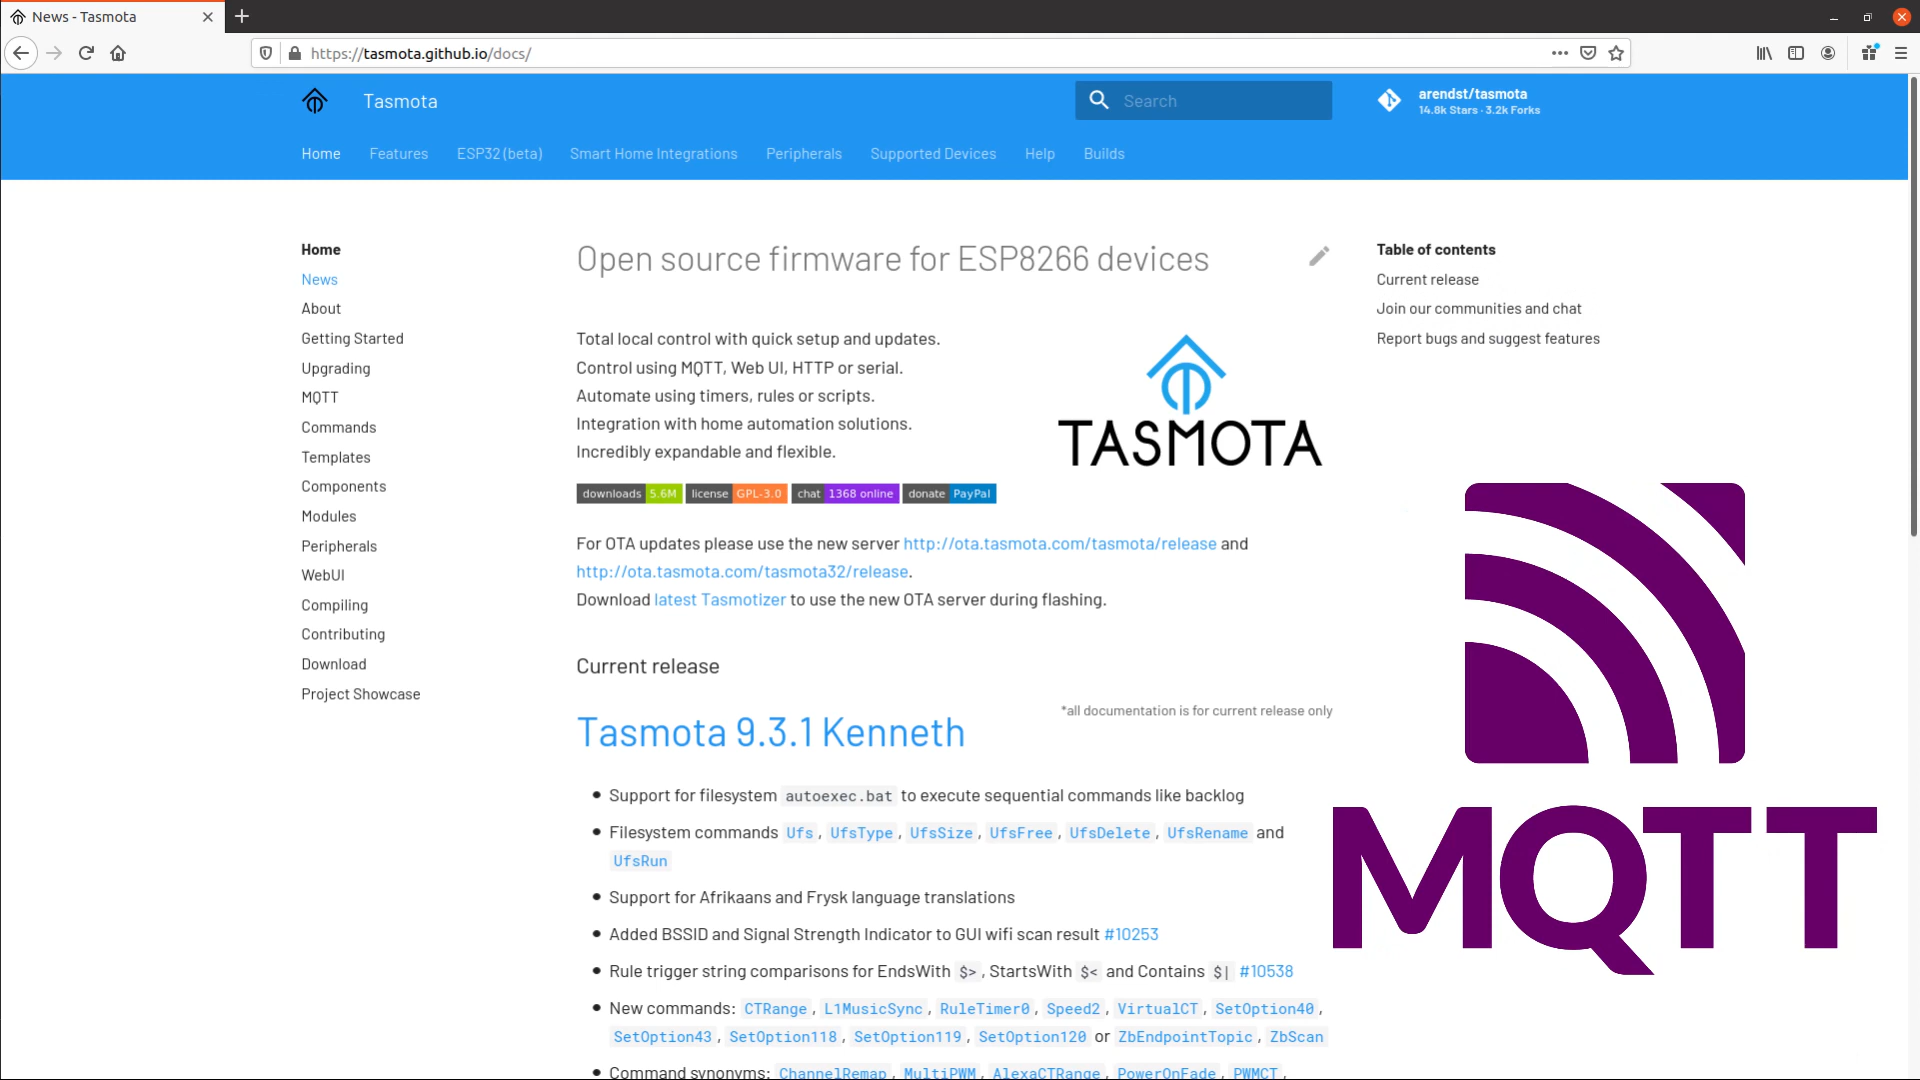 News - Tasmota
https://tasmota.github.io/docs/
Tasmota
Search
arendst/tasmota
14.8k Stars · 3.2k Forks
Home Features ESP32 (beta) Smart Home Integrations Peripherals Supported Devices Help Builds
Home
News
About
Getting Started
Upgrading
MQTT
Commands
Templates
Components
Modules
Peripherals
WebUI
Compiling
Contributing
Download
Project Showcase
Open source firmware for ESP8266 devices
Total local control with quick setup and updates.
Control using MQTT, Web UI, HTTP or serial.
Automate using timers, rules or scripts.
Integration with home automation solutions.
Incredibly expandable and flexible.
TASMOTA
downloads 5.6M license GPL-3.0 chat 1368 online donate PayPal
For OTA updates please use the new server http://ota.tasmota.com/tasmota/release and
http://ota.tasmota.com/tasmota32/release.
Download latest Tasmotizer to use the new OTA server during flashing.
Current release
*all documentation is for current release only
Tasmota 9.3.1 Kenneth
Support for filesystem autoexec.bat to execute sequential commands like backlog
Filesystem commands Ufs, UfsType, UfsSize, UfsFree, UfsDelete, UfsRename and
UfsRun
Support for Afrikaans and Frysk language translations
Added BSSID and Signal Strength Indicator to GUI wifi scan result #10253
Rule trigger string comparisons for EndsWith $>, StartsWith $< and Contains $| #10538
New commands: CTRange, L1MusicSync, RuleTimer0, Speed2, VirtualCT, SetOption40,
SetOption43, SetOption118, SetOption119, SetOption120 or ZbEndpointTopic, ZbScan
Command synonyms: ChannelRemap, MultiPWM, AlexaCTRange, PowerOnFade, PWMCT,
Table of contents
Current release
Join our communities and chat
Report bugs and suggest features
MQTT